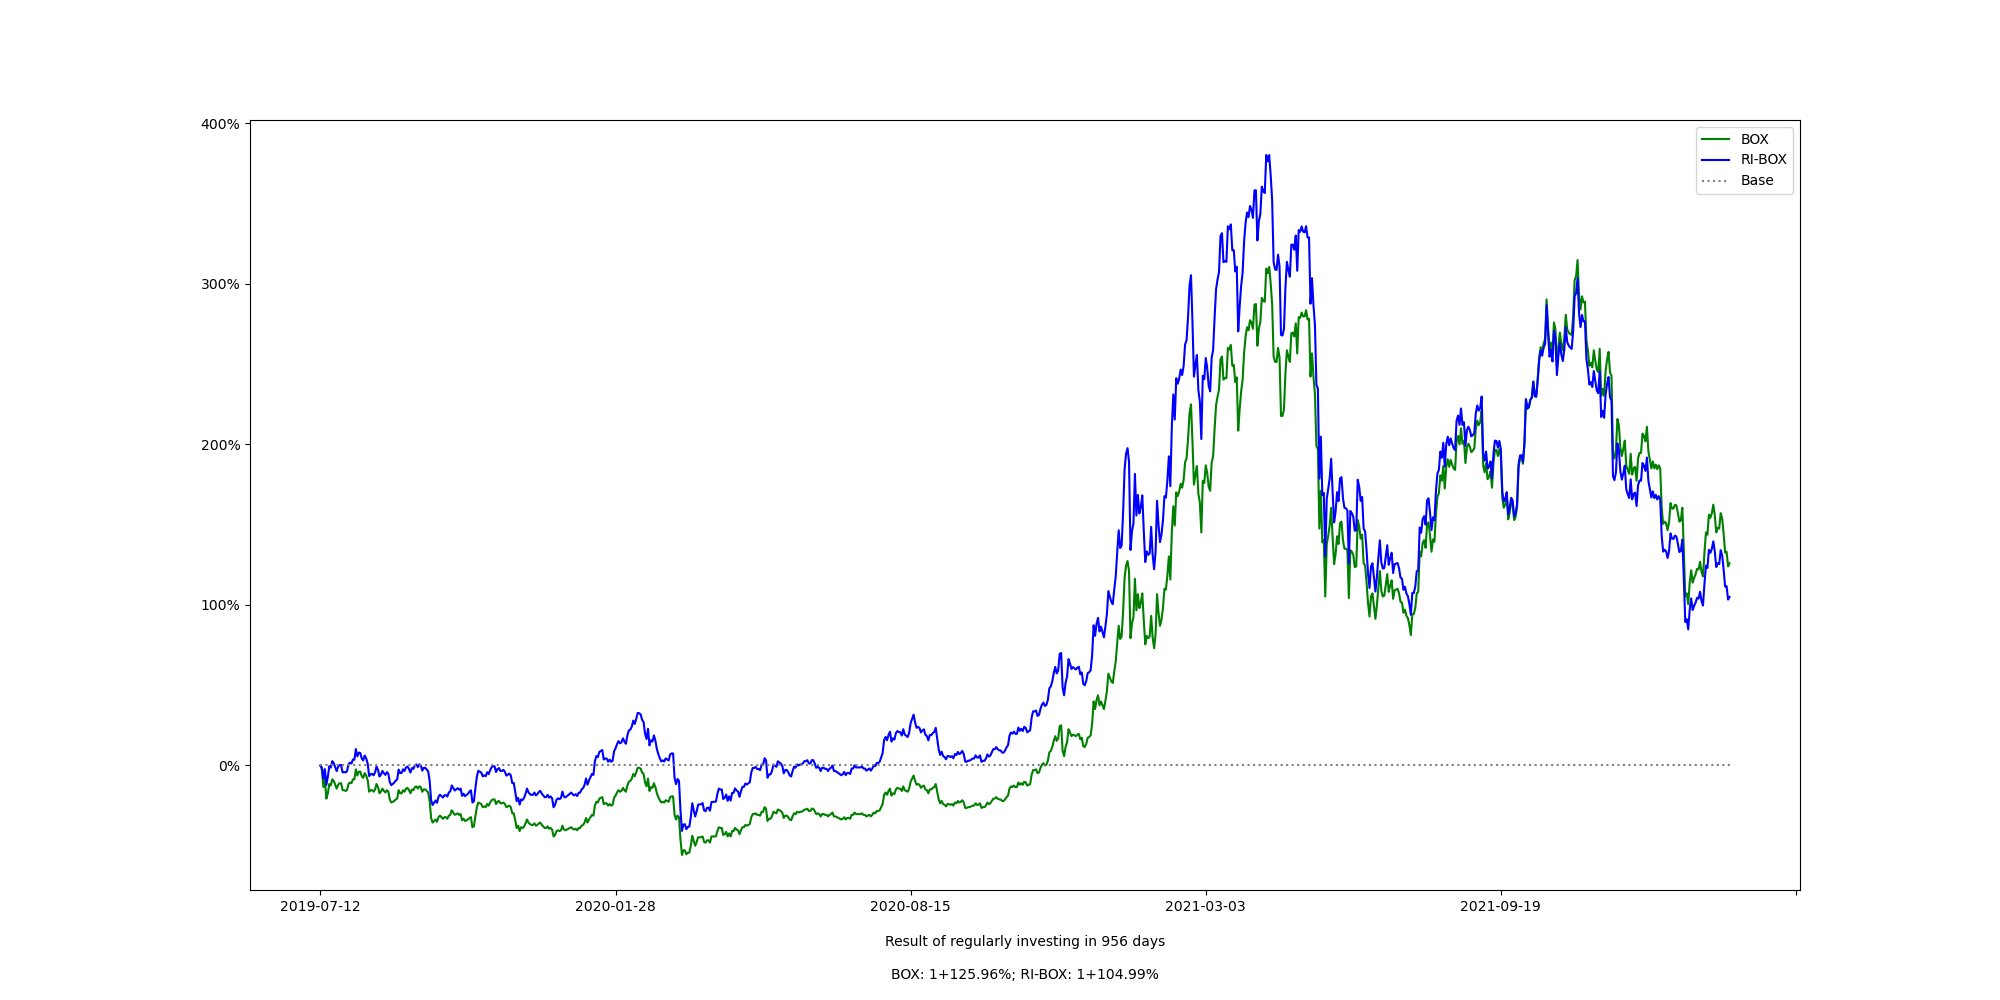 400%
300%
200%
100%
0%
BOX
RI-BOX
Base
2019-07-12
2020-01-28
2020-08-15
2021-03-03
2021-09-19
Result of regularly investing in 956 days
BOX: 1+125.96%; RI-BOX: 1+104.99%